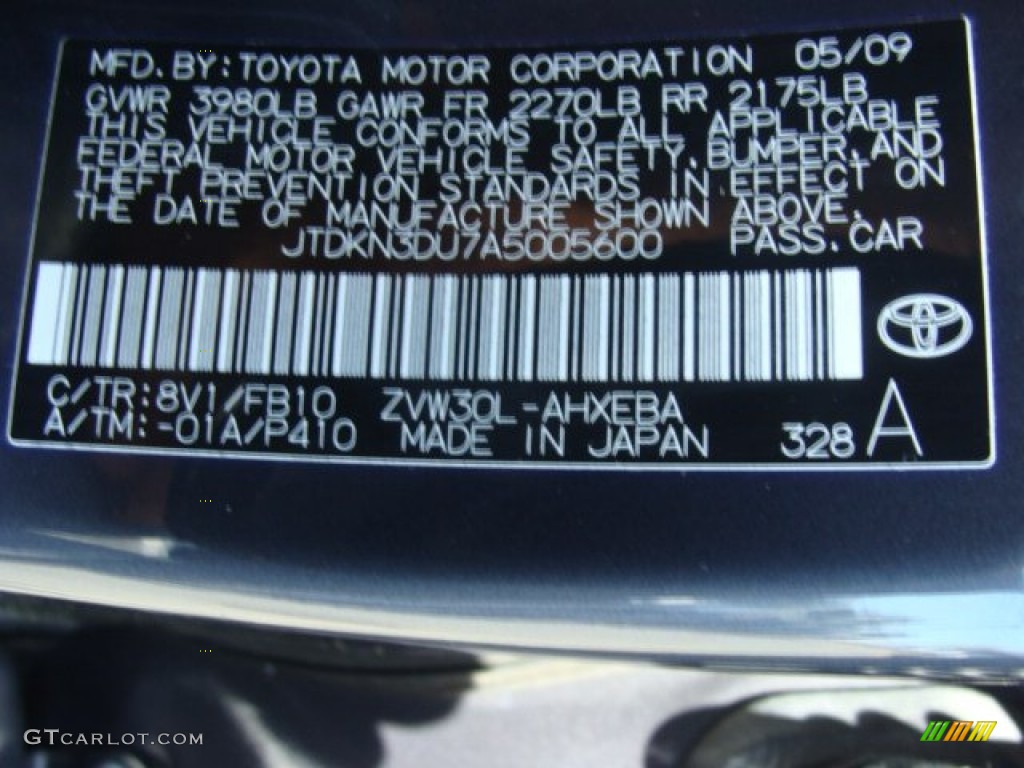 MFD. BY: TOYOTA MOTOR CORPORATION 05/09
GVWR 3980LB GAWR FR 2270LB RR 2175LB
THIS VEHICLE CONFORMS TO ALL APPLICABLE
FEDERAL MOTOR VEHICLE SAFETY, BUMPER, AND
THEFT PREVENTION STANDARDS IN EFFECT ON
THE DATE OF MANUFACTURE SHOWN ABOVE.
JTDKN3DU7A5005600 PASS. CAR
C/TR: 8V1/FB10 ZVW30L-AHXEBA
A/TM: -01A/P410 MADE IN JAPAN 328 A
GTCARLOT.COM